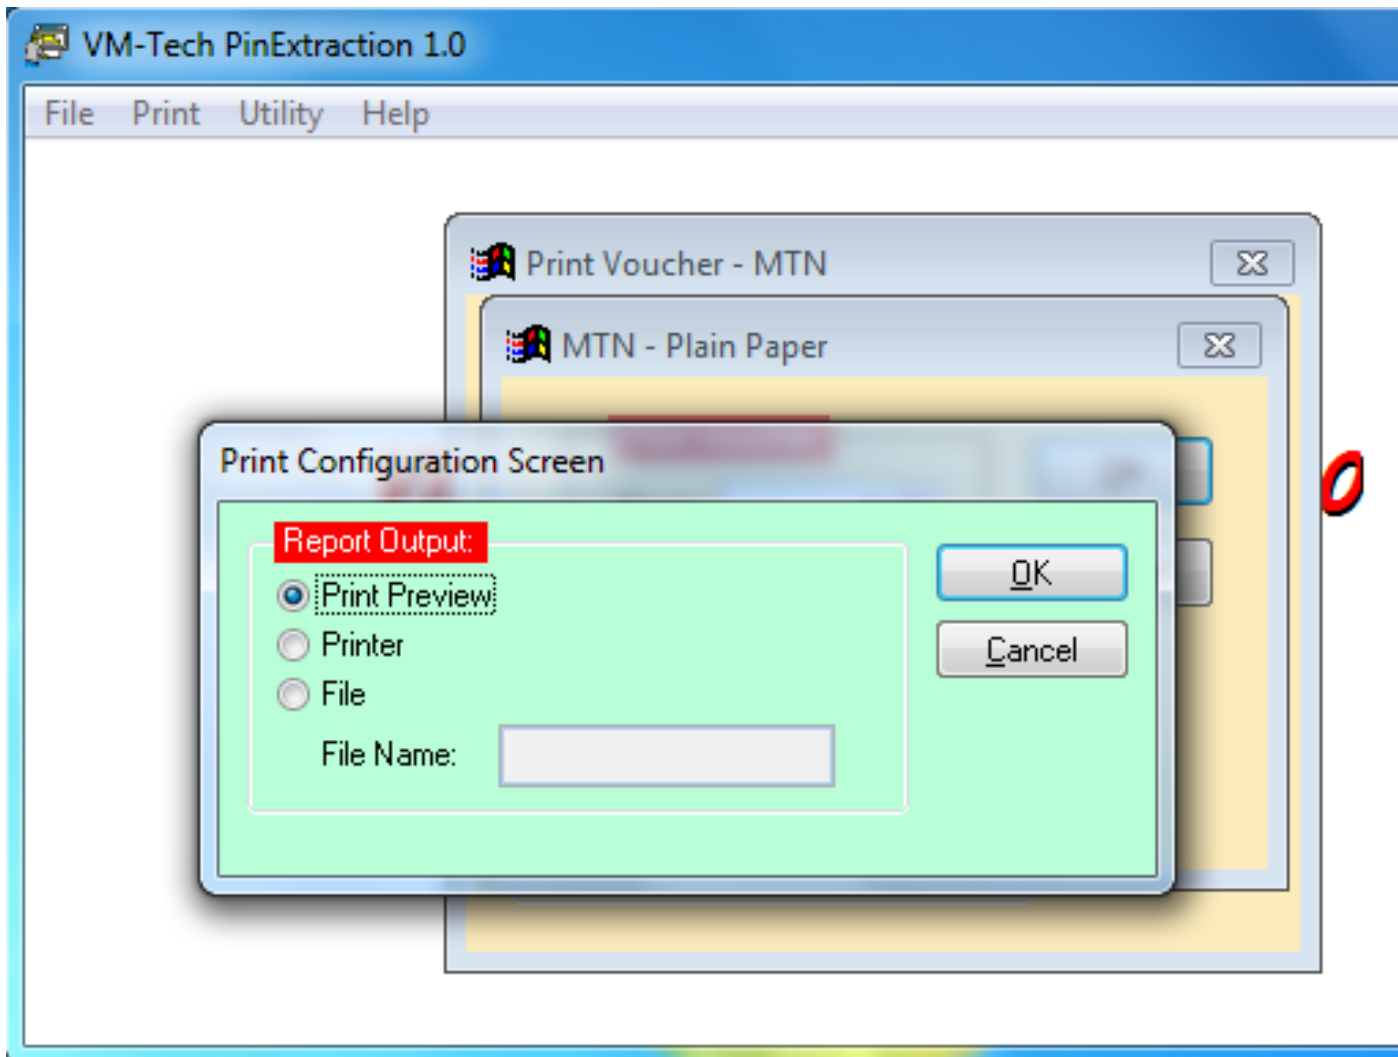 VM-Tech PinExtraction 1.0
File Print Utility Help
Print Voucher - MTN
MTN - Plain Paper
Print Configuration Screen
Report Output:
Print Preview
Printer
File
File Name:
OK
Cancel